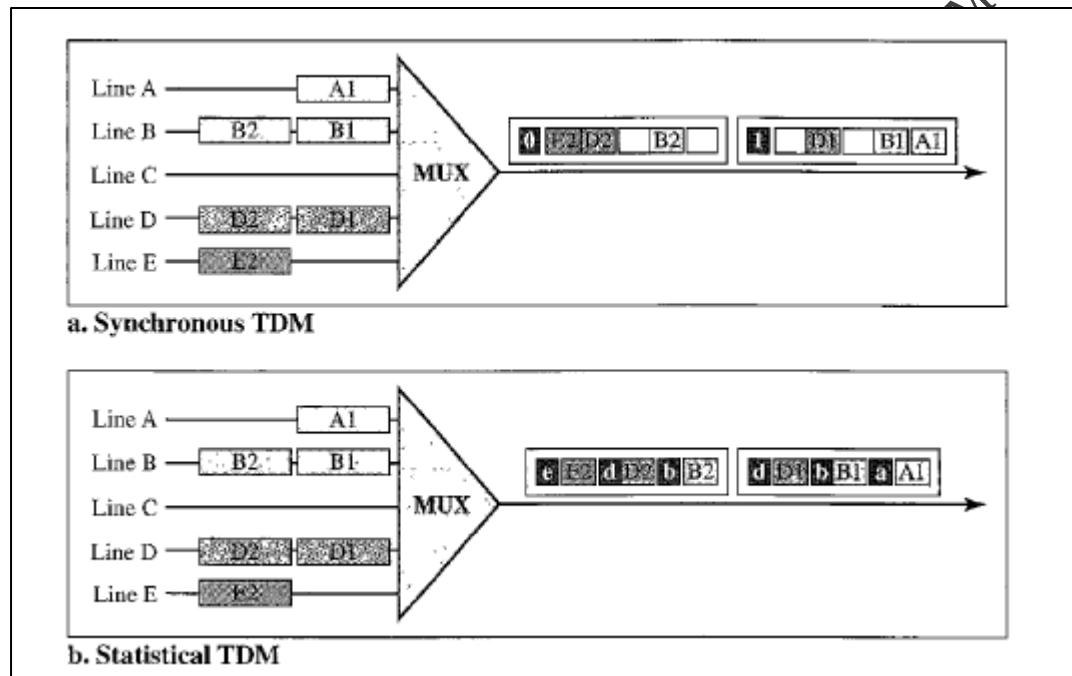 Line A A1
Line B B2 B1
Line C
Line D D2 D1
Line E E2
MUX
0 E2 D2 B2
1 D1 B1 A1
a. Synchronous TDM
Line A A1
Line B B2 B1
Line C
Line D D2 D1
Line E E2
MUX
e E2 d D2 b B2
d D1 b B1 a A1
b. Statistical TDM